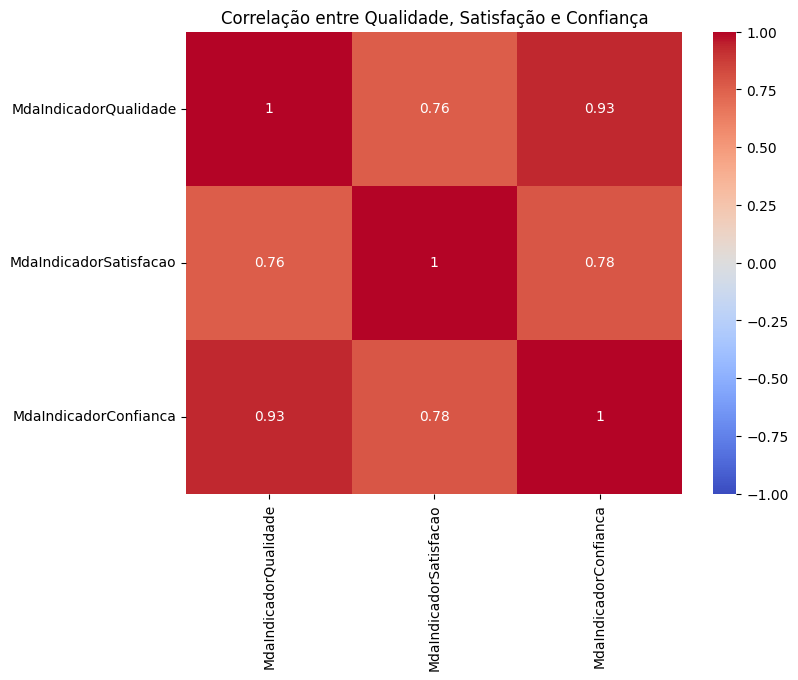 Correlação entre Qualidade, Satisfação e Confiança
MdaIndicadorQualidade
1
0.76
0.93
MdaIndicadorSatisfacao
0.76
1
0.78
MdaIndicadorConfianca
0.93
0.78
1
MdaIndicadorQualidade
MdaIndicadorSatisfacao
MdaIndicadorConfianca
1.00
0.75
0.50
0.25
0.00
−0.25
−0.50
−0.75
−1.00